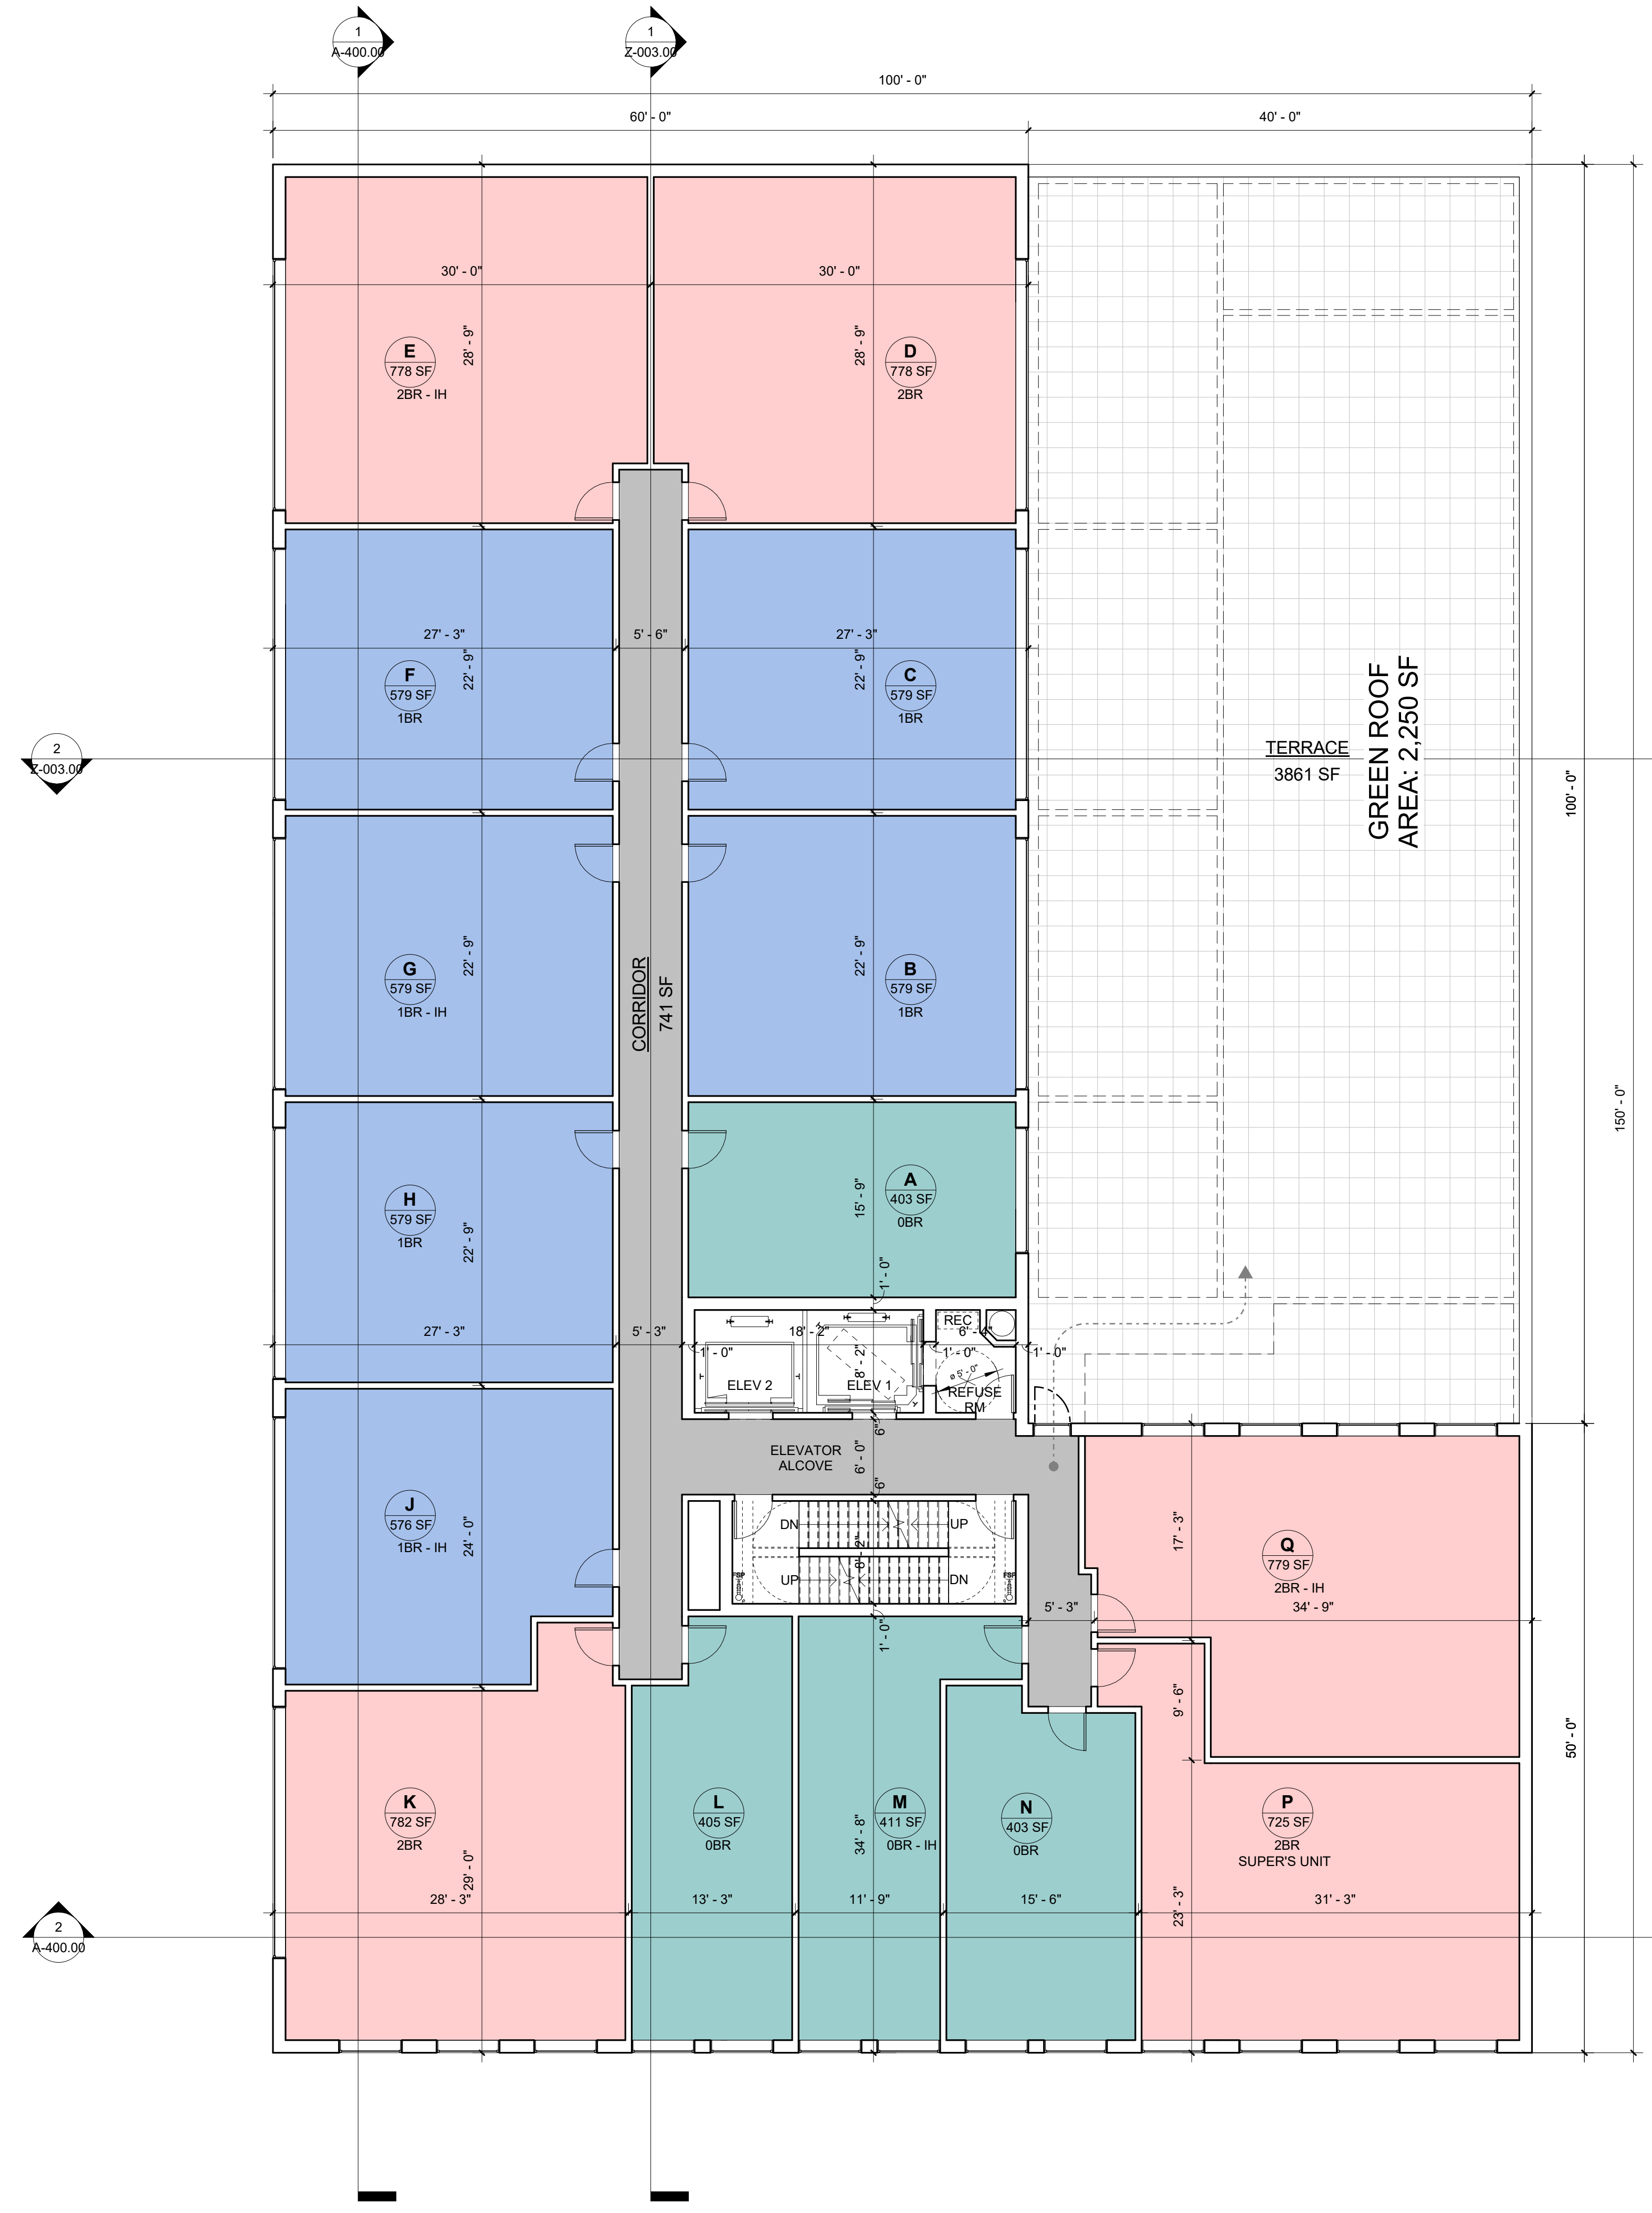 1
A-400.00
1
Z-003.00
100' - 0"
60' - 0"
40' - 0"
30' - 0"
30' - 0"
28' - 9"
28' - 9"
E
778 SF
2BR - IH
D
778 SF
2BR
27' - 3"
5' - 6"
27' - 3"
22' - 9"
22' - 9"
F
579 SF
1BR
C
579 SF
1BR
GREEN ROOF
AREA: 2,250 SF
TERRACE
3861 SF
2
Z-003.00
100' - 0"
22' - 9"
22' - 9"
G
579 SF
1BR - IH
CORRIDOR
741 SF
B
579 SF
1BR
150' - 0"
H
579 SF
1BR
22' - 9"
15' - 9"
A
403 SF
0BR
1' - 0"
27' - 3"
5' - 3"
18' - 2"
REC
6' - 4"
1' - 0"
1' - 0"
1' - 0"
8' - 2"
ø 5' - 0"
ELEV 2
ELEV 1
REFUSE
RM
6"
ELEVATOR
ALCOVE
6' - 0"
6"
J
576 SF
1BR - IH
24' - 0"
DN
UP
8' - 2"
UP
DN
FSP
FSP
17' - 3"
Q
779 SF
2BR - IH
5' - 3"
34' - 9"
1' - 0"
9' - 6"
50' - 0"
K
782 SF
2BR
L
405 SF
0BR
34' - 8"
M
411 SF
0BR - IH
N
403 SF
0BR
P
725 SF
2BR
SUPER'S UNIT
29' - 0"
28' - 3"
13' - 3"
11' - 9"
15' - 6"
23' - 3"
31' - 3"
2
A-400.00